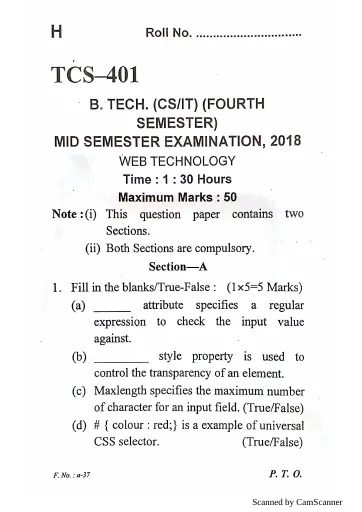 H Roll No. ................................
TCS–401
B. TECH. (CS/IT) (FOURTH
SEMESTER)
MID SEMESTER EXAMINATION, 2018
WEB TECHNOLOGY
Time : 1 : 30 Hours
Maximum Marks : 50
Note : (i) This question paper contains two
Sections.
(ii) Both Sections are compulsory.
Section—A
1. Fill in the blanks/True-False : (1×5=5 Marks)
(a) ______ attribute specifies a regular
expression to check the input value
against.
(b) _________ style property is used to
control the transparency of an element.
(c) Maxlength specifies the maximum number
of character for an input field. (True/False)
(d) # { colour : red;} is a example of universal
CSS selector. (True/False)
F. No. : a-37 P. T. O.
Scanned by CamScanner